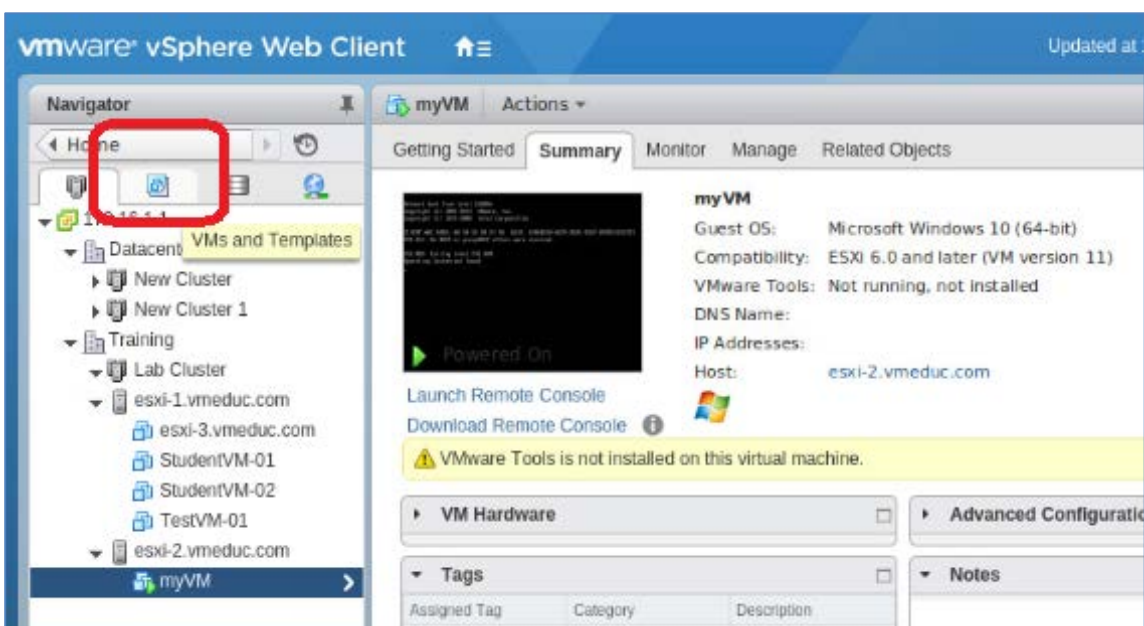 vmware® vSphere Web Client
Updated at
Navigator
Home
VMs and Templates
Datacent
New Cluster
New Cluster 1
Training
Lab Cluster
esxi-1.vmeduc.com
esxi-3.vmeduc.com
StudentVM-01
StudentVM-02
TestVM-01
esxi-2.vmeduc.com
myVM
myVM Actions
Getting Started Summary Monitor Manage Related Objects
Powered On
Launch Remote Console
Download Remote Console
myVM
Guest OS: Microsoft Windows 10 (64-bit)
Compatibility: ESXi 6.0 and later (VM version 11)
VMware Tools: Not running, not installed
DNS Name:
IP Addresses:
Host: esxi-2.vmeduc.com
VMware Tools is not installed on this virtual machine.
VM Hardware
Advanced Configuratio
Tags
Assigned Tag Category Description
Notes